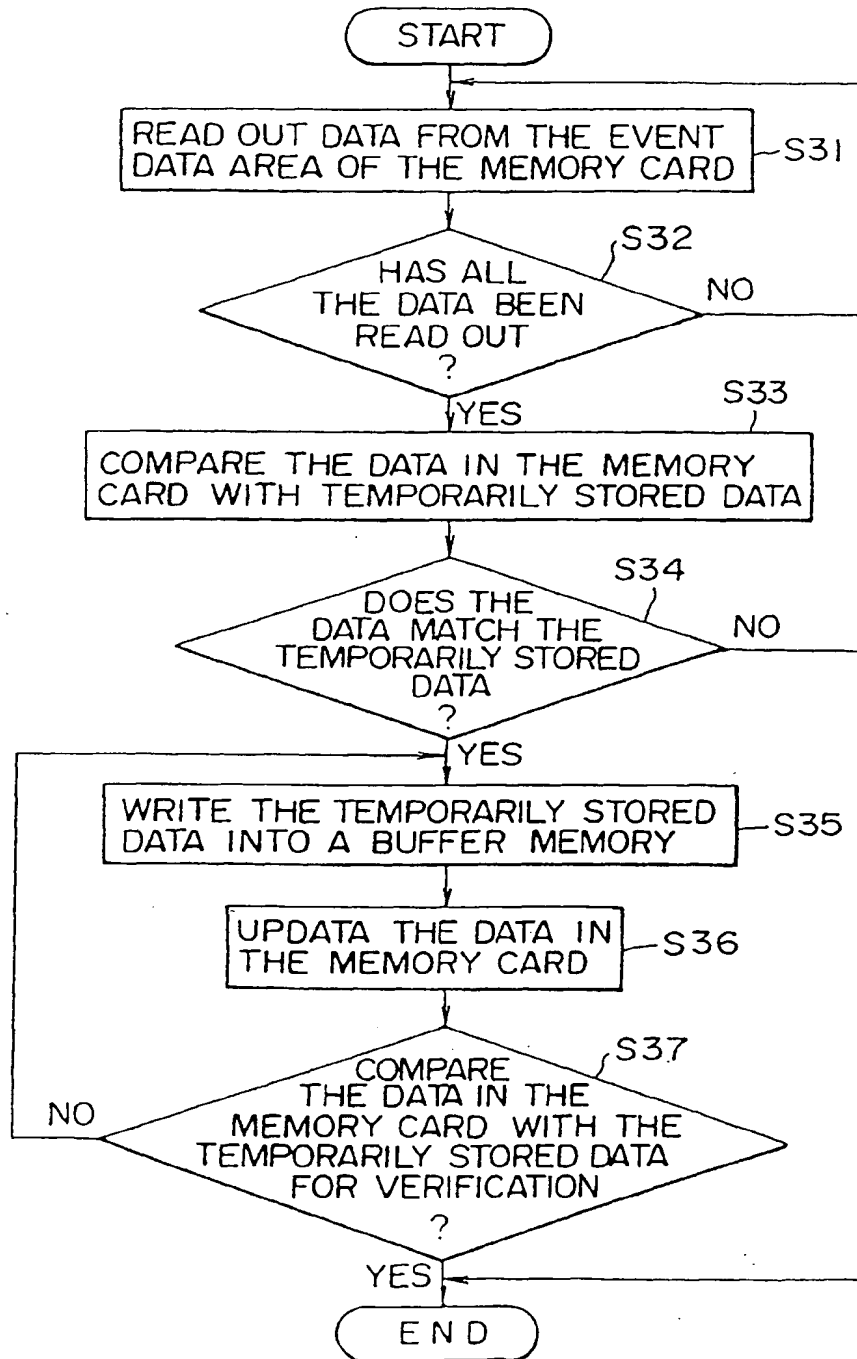 START
READ OUT DATA FROM THE EVENT
DATA AREA OF THE MEMORY CARD
S31
S32
HAS ALL
THE DATA BEEN
READ OUT
?
NO
YES
S33
COMPARE THE DATA IN THE MEMORY
CARD WITH TEMPORARILY STORED DATA
S34
DOES THE
DATA MATCH THE
TEMPORARILY STORED
DATA
?
NO
YES
WRITE THE TEMPORARILY STORED
DATA INTO A BUFFER MEMORY
S35
UPDATA THE DATA IN
THE MEMORY CARD
S36
S37
COMPARE
THE DATA IN THE
MEMORY CARD WITH THE
TEMPORARILY STORED DATA
FOR VERIFICATION
?
NO
YES
END